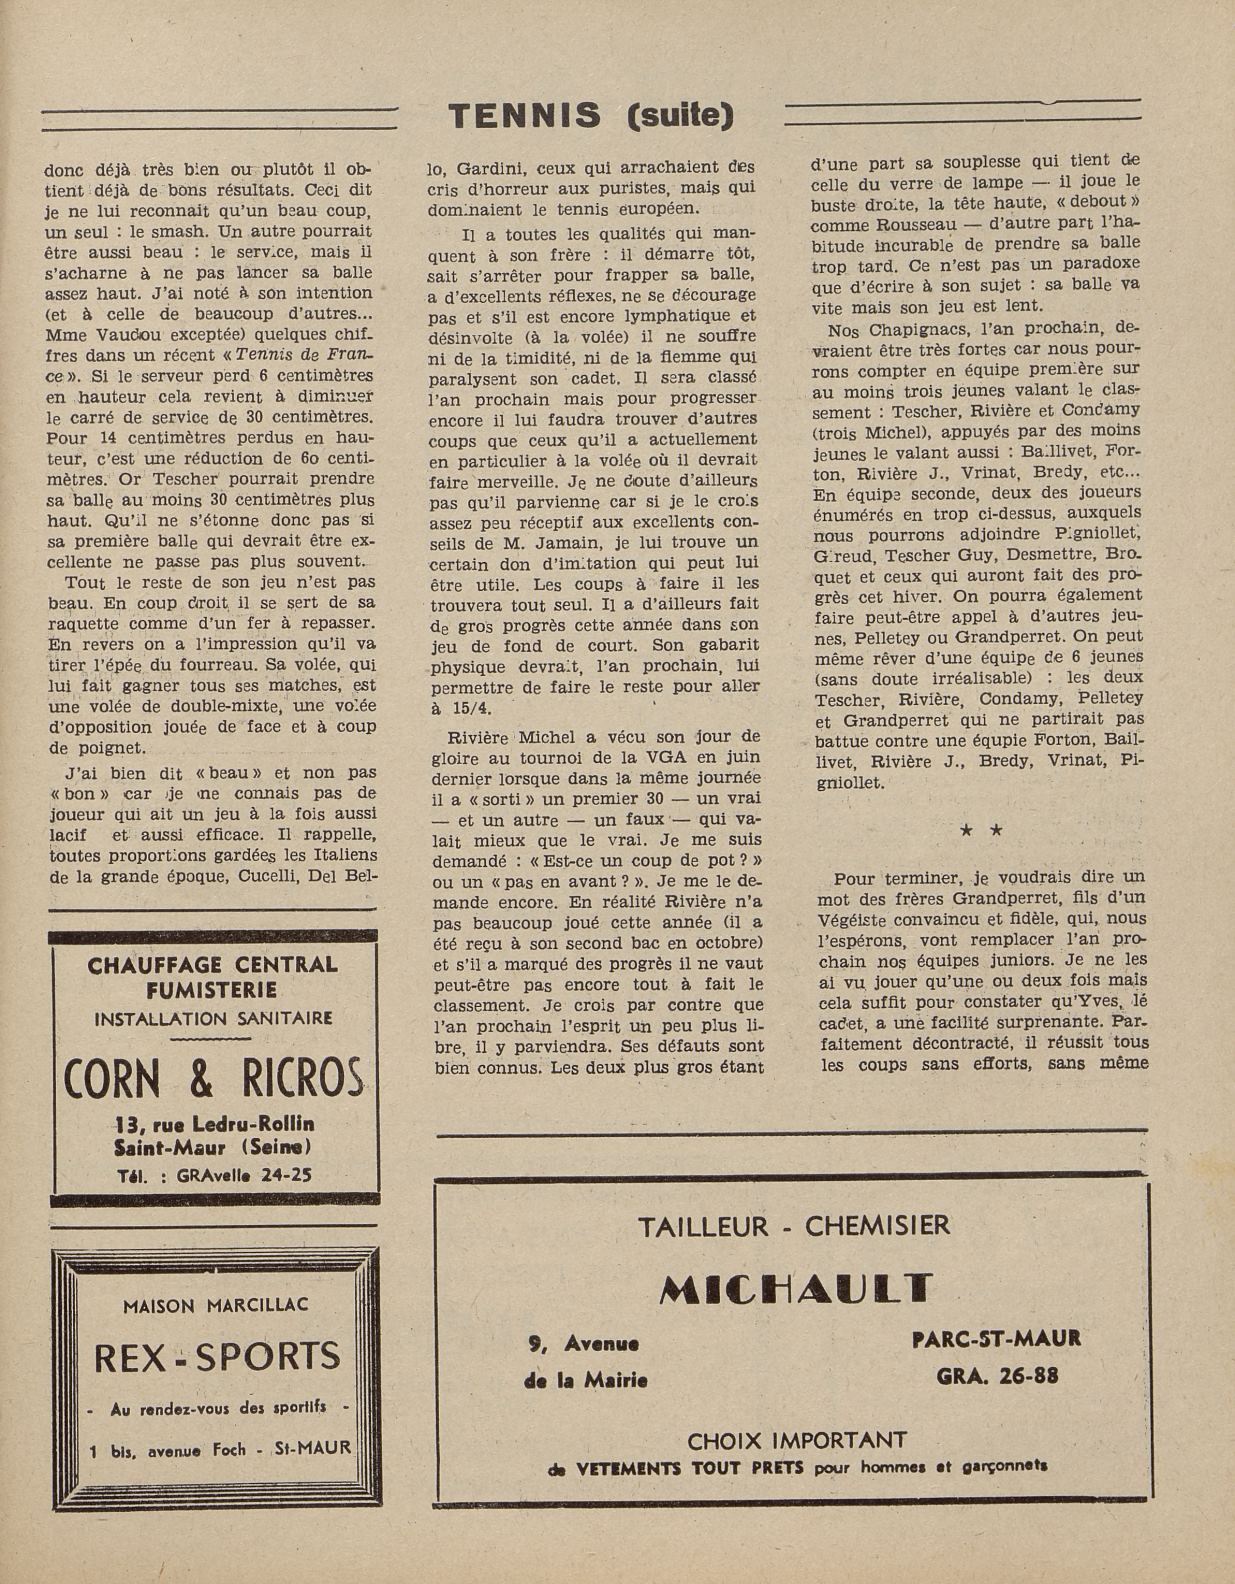 TENNIS (suite)
donc déjà très bien ou plutôt il ob-
tient déjà de bons résultats. Ceci dit
je ne lui reconnait qu'un beau coup,
un seul : le smash. Un autre pourrait
être aussi beau : le service, mais il
s'acharne à ne pas lancer sa balle
assez haut. J'ai noté à son intention
(et à celle de beaucoup d'autres...
Mme Vaudou exceptée) quelques chif-
fres dans un récent « Tennis de Fran-
ce ». Si le serveur perd 6 centimètres
en hauteur cela revient à diminuer
le carré de service de 30 centimètres.
Pour 14 centimètres perdus en hau-
teur, c'est une réduction de 60 centi-
mètres. Or Tescher pourrait prendre
sa balle au moins 30 centimètres plus
haut. Qu'il ne s'étonne donc pas si
sa première balle qui devrait être ex-
cellente ne passe pas plus souvent.
Tout le reste de son jeu n'est pas
beau. En coup droit il se sert de sa
raquette comme d'un fer à repasser.
En revers on a l'impression qu'il va
tirer l'épée du fourreau. Sa volée, qui
lui fait gagner tous ses matches, est
une volée de double-mixte, une volée
d'opposition jouée de face et à coup
de poignet.
J'ai bien dit « beau » et non pas
« bon » car je ne connais pas de
joueur qui ait un jeu à la fois aussi
lacif et aussi efficace. Il rappelle,
toutes proportions gardées les Italiens
de la grande époque, Cucelli, Del Bel-
lo, Gardini, ceux qui arrachaient des
cris d'horreur aux puristes, mais qui
dominaient le tennis européen.
Il a toutes les qualités qui man-
quent à son frère : il démarre tôt,
sait s'arrêter pour frapper sa balle,
a d'excellents réflexes, ne se décourage
pas et s'il est encore lymphatique et
désinvolte (à la volée) il ne souffre
ni de la timidité, ni de la flemme qui
paralysent son cadet. Il sera classé
l'an prochain mais pour progresser
encore il lui faudra trouver d'autres
coups que ceux qu'il a actuellement
en particulier à la volée où il devrait
faire merveille. Je ne doute d'ailleurs
pas qu'il parvienne car si je le crois
assez peu réceptif aux excellents con-
seils de M. Jamain, je lui trouve un
certain don d'imitation qui peut lui
être utile. Les coups à faire il les
trouvera tout seul. Il a d'ailleurs fait
de gros progrès cette année dans son
jeu de fond de court. Son gabarit
physique devrait, l'an prochain, lui
permettre de faire le reste pour aller
à 15/4.
Rivière Michel a vécu son jour de
gloire au tournoi de la VGA en juin
dernier lorsque dans la même journée
il a « sorti » un premier 30 — un vrai
— et un autre — un faux — qui va-
lait mieux que le vrai. Je me suis
demandé : « Est-ce un coup de pot ? »
ou un « pas en avant ? ». Je me le de-
mande encore. En réalité Rivière n'a
pas beaucoup joué cette année (il a
été reçu à son second bac en octobre)
et s'il a marqué des progrès il ne vaut
peut-être pas encore tout à fait le
classement. Je crois par contre que
l'an prochain l'esprit un peu plus li-
bre, il y parviendra. Ses défauts sont
bien connus. Les deux plus gros étant
d'une part sa souplesse qui tient de
celle du verre de lampe — il joue le
buste droite, la tête haute, « debout »
comme Rousseau — d'autre part l'ha-
bitude incurable de prendre sa balle
trop tard. Ce n'est pas un paradoxe
que d'écrire à son sujet : sa balle va
vite mais son jeu est lent.
Nos Chapignacs, l'an prochain, de-
vraient être très fortes car nous pour-
rons compter en équipe première sur
au moins trois jeunes valant le clas-
sement : Tescher, Rivière et Condamy
(trois Michel), appuyés par des moins
jeunes le valant aussi : Baillivet, For-
ton, Rivière J., Vrinat, Bredy, etc...
En équipe seconde, deux des joueurs
énumérés en trop ci-dessus, auxquels
nous pourrons adjoindre Pigniollet,
Gireud, Tescher Guy, Desmettre, Bro-
quet et ceux qui auront fait des pro-
grès cet hiver. On pourra également
faire peut-être appel à d'autres jeu-
nes, Pelletey ou Grandperret. On peut
même rêver d'une équipe de 6 jeunes
(sans doute irréalisable) : les deux
Tescher, Rivière, Condamy, Pelletey
et Grandperret qui ne partirait pas
battue contre une équpie Forton, Bail-
livet, Rivière J., Bredy, Vrinat, Pi-
gniollet.
★ ★
Pour terminer, je voudrais dire un
mot des frères Grandperret, fils d'un
Végéiste convaincu et fidèle, qui, nous
l'espérons, vont remplacer l'an pro-
chain nos équipes juniors. Je ne les
ai vu jouer qu'une ou deux fois mais
cela suffit pour constater qu'Yves, lé
cadet, a une facilité surprenante. Par-
faitement décontracté, il réussit tous
les coups sans efforts, sans même
CHAUFFAGE CENTRAL
FUMISTERIE
INSTALLATION SANITAIRE
CORN & RICROS
13, rue Ledru-Rollin
Saint-Maur (Seine)
Tél. : GRAvelle 24-25
MAISON MARCILLAC
REX-SPORTS
- Au rendez-vous des sportifs -
1 bis, avenue Foch - St-MAUR
TAILLEUR - CHEMISIER
MICHAULT
9, Avenue
de la Mairie
PARC-ST-MAUR
GRA. 26-88
CHOIX IMPORTANT
de VETEMENTS TOUT PRETS pour hommes et garçonnets